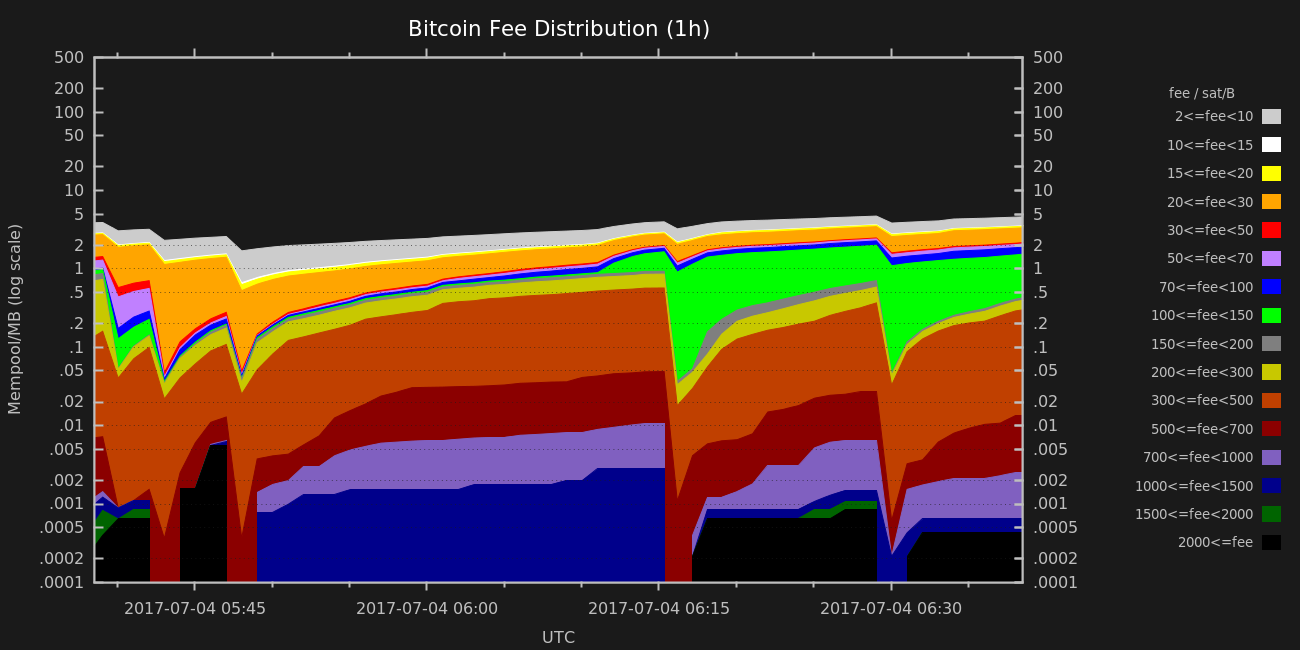 Bitcoin Fee Distribution (1h)
Mempool/MB (log scale)
500
200
100
50
20
10
5
2
1
.5
.2
.1
.05
.02
.01
.005
.002
.001
.0005
.0002
.0001
500
200
100
50
20
10
5
2
1
.5
.2
.1
.05
.02
.01
.005
.002
.001
.0005
.0002
.0001
fee / sat/B
2<=fee<10
10<=fee<15
15<=fee<20
20<=fee<30
30<=fee<50
50<=fee<70
70<=fee<100
100<=fee<150
150<=fee<200
200<=fee<300
300<=fee<500
500<=fee<700
700<=fee<1000
1000<=fee<1500
1500<=fee<2000
2000<=fee
2017-07-04 05:45
2017-07-04 06:00
2017-07-04 06:15
2017-07-04 06:30
UTC